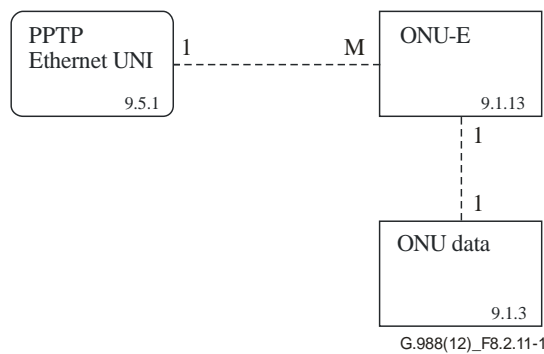 PPTP
Ethernet UNI
9.5.1
1
M
ONU-E
9.1.13
1
1
ONU data
9.1.3
G.988(12)_F8.2.11-1